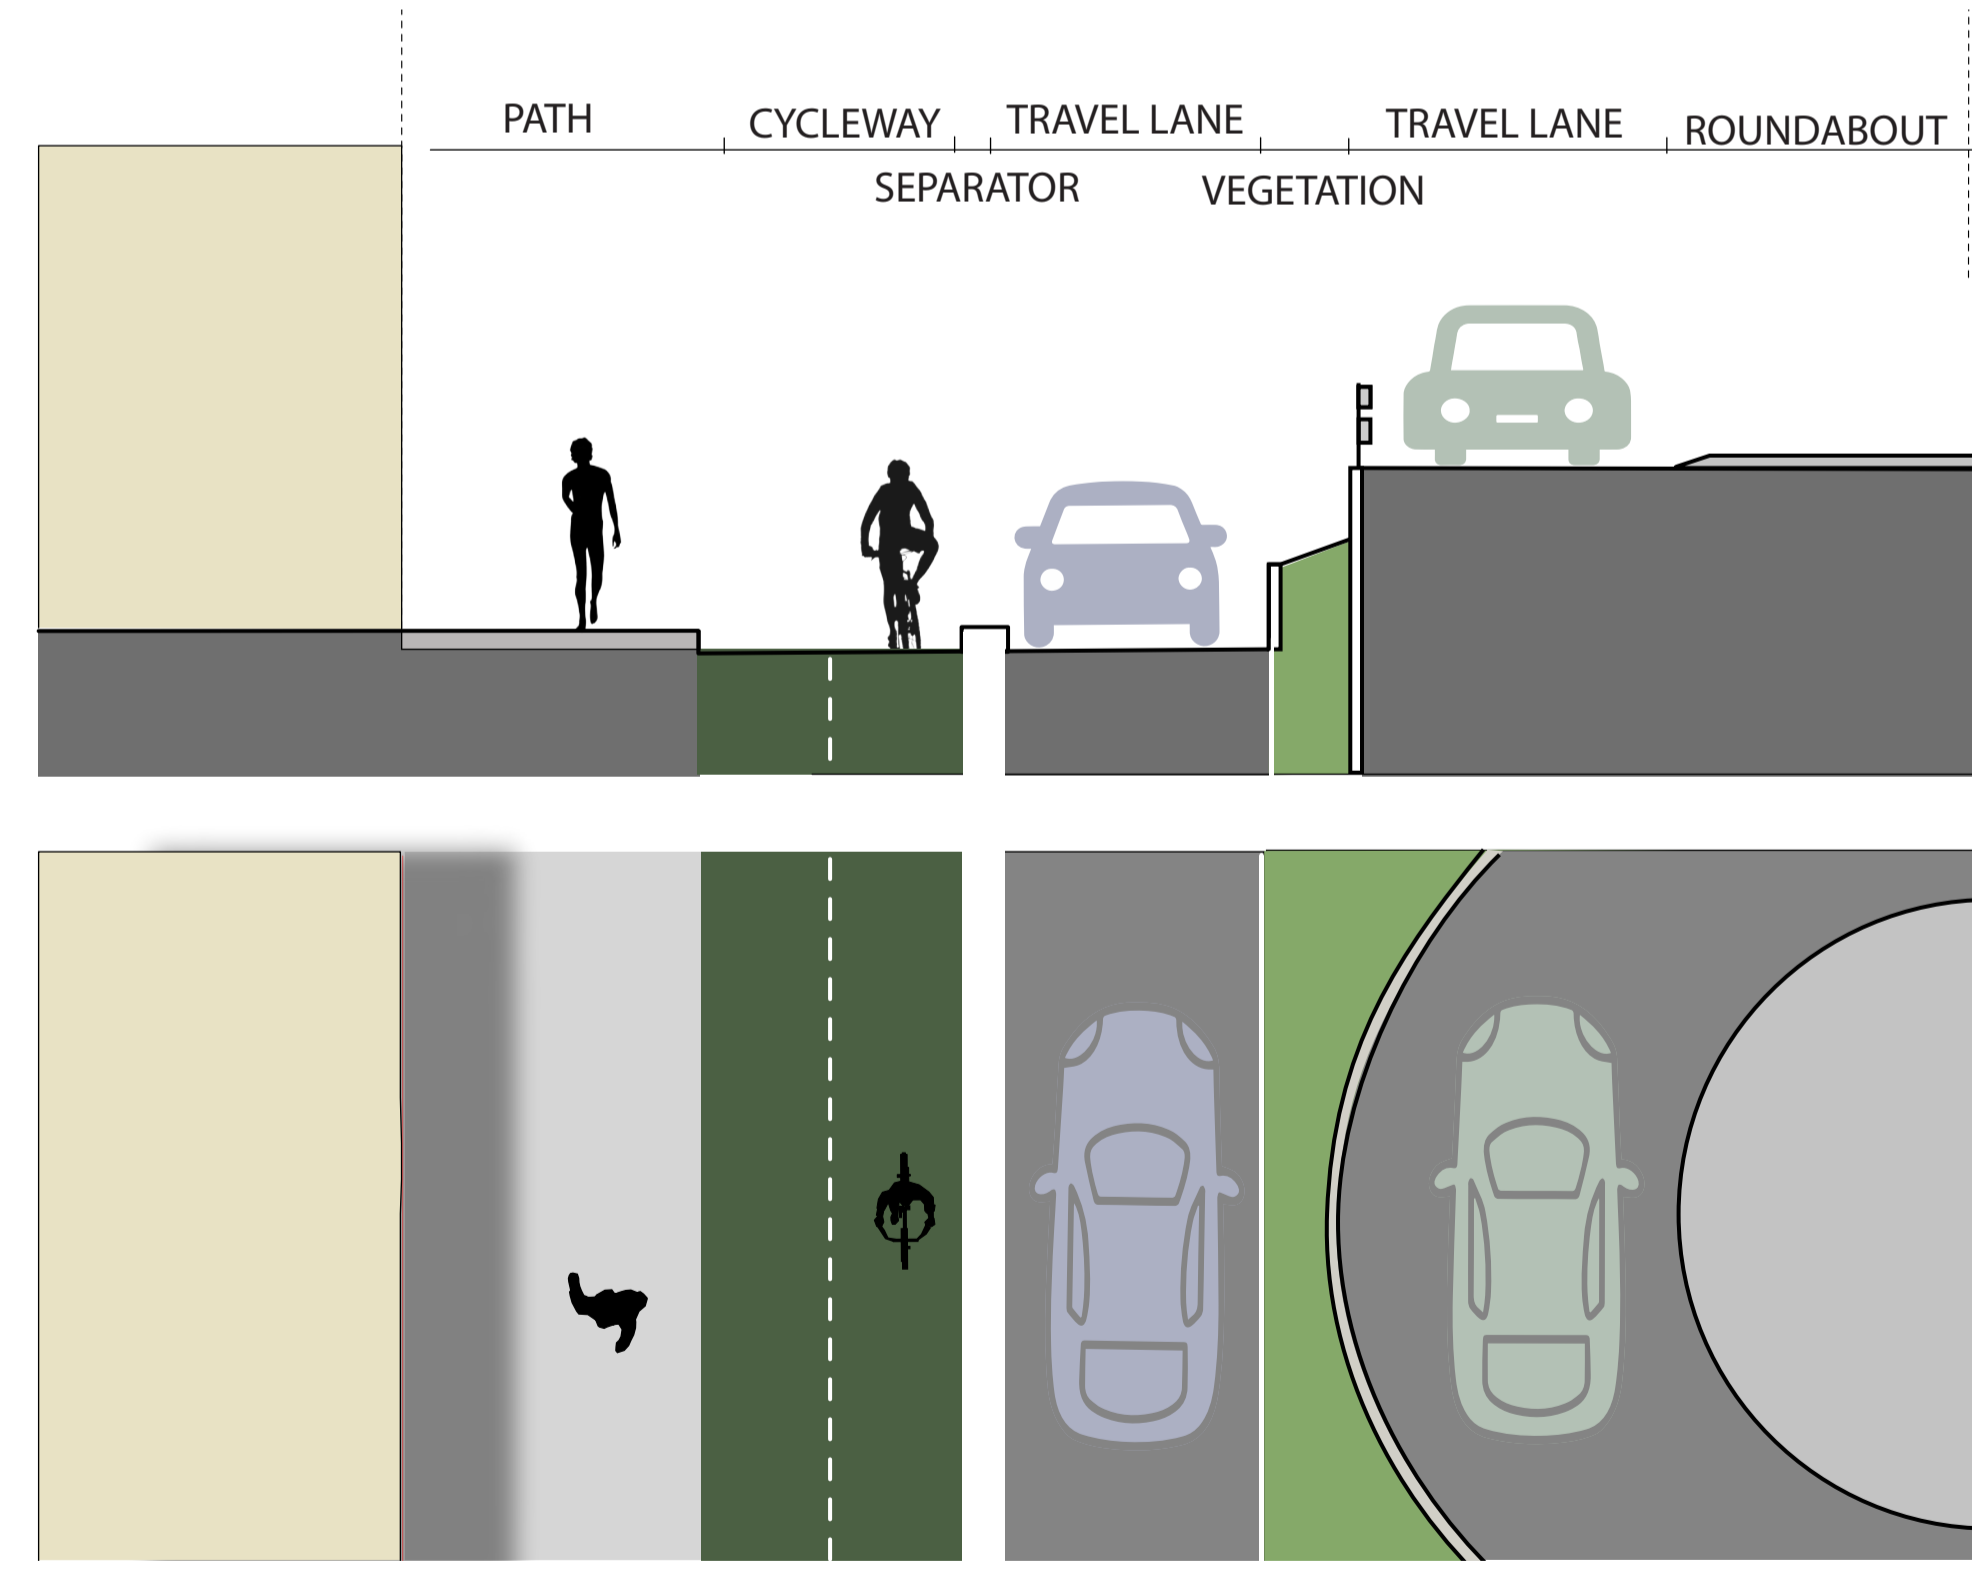 PATH
CYCLEWAY
TRAVEL LANE
TRAVEL LANE
ROUNDABOUT
SEPARATOR
VEGETATION